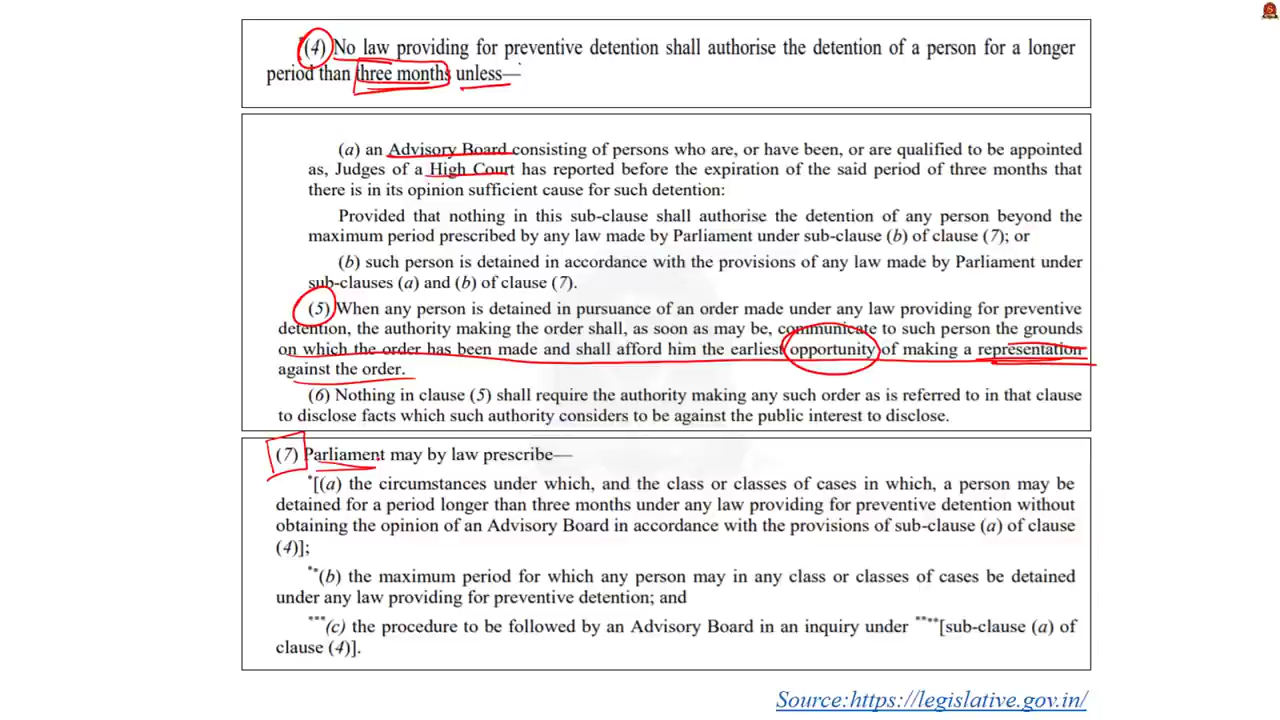 (4) No law providing for preventive detention shall authorise the detention of a person for a longer
period than three months unless—
(a) an Advisory Board consisting of persons who are, or have been, or are qualified to be appointed
as, Judges of a High Court has reported before the expiration of the said period of three months that
there is in its opinion sufficient cause for such detention:
Provided that nothing in this sub-clause shall authorise the detention of any person beyond the
maximum period prescribed by any law made by Parliament under sub-clause (b) of clause (7); or
(b) such person is detained in accordance with the provisions of any law made by Parliament under
sub-clauses (a) and (b) of clause (7).
(5) When any person is detained in pursuance of an order made under any law providing for preventive
detention, the authority making the order shall, as soon as may be, communicate to such person the grounds
on which the order has been made and shall afford him the earliest opportunity of making a representation
against the order.
(6) Nothing in clause (5) shall require the authority making any such order as is referred to in that clause
to disclose facts which such authority considers to be against the public interest to disclose.
(7) Parliament may by law prescribe—
*[(a) the circumstances under which, and the class or classes of cases in which, a person may be
detained for a period longer than three months under any law providing for preventive detention without
obtaining the opinion of an Advisory Board in accordance with the provisions of sub-clause (a) of clause
(4)];
**(b) the maximum period for which any person may in any class or classes of cases be detained
under any law providing for preventive detention; and
***(c) the procedure to be followed by an Advisory Board in an inquiry under ****[sub-clause (a) of
clause (4)].
Source:https://legislative.gov.in/